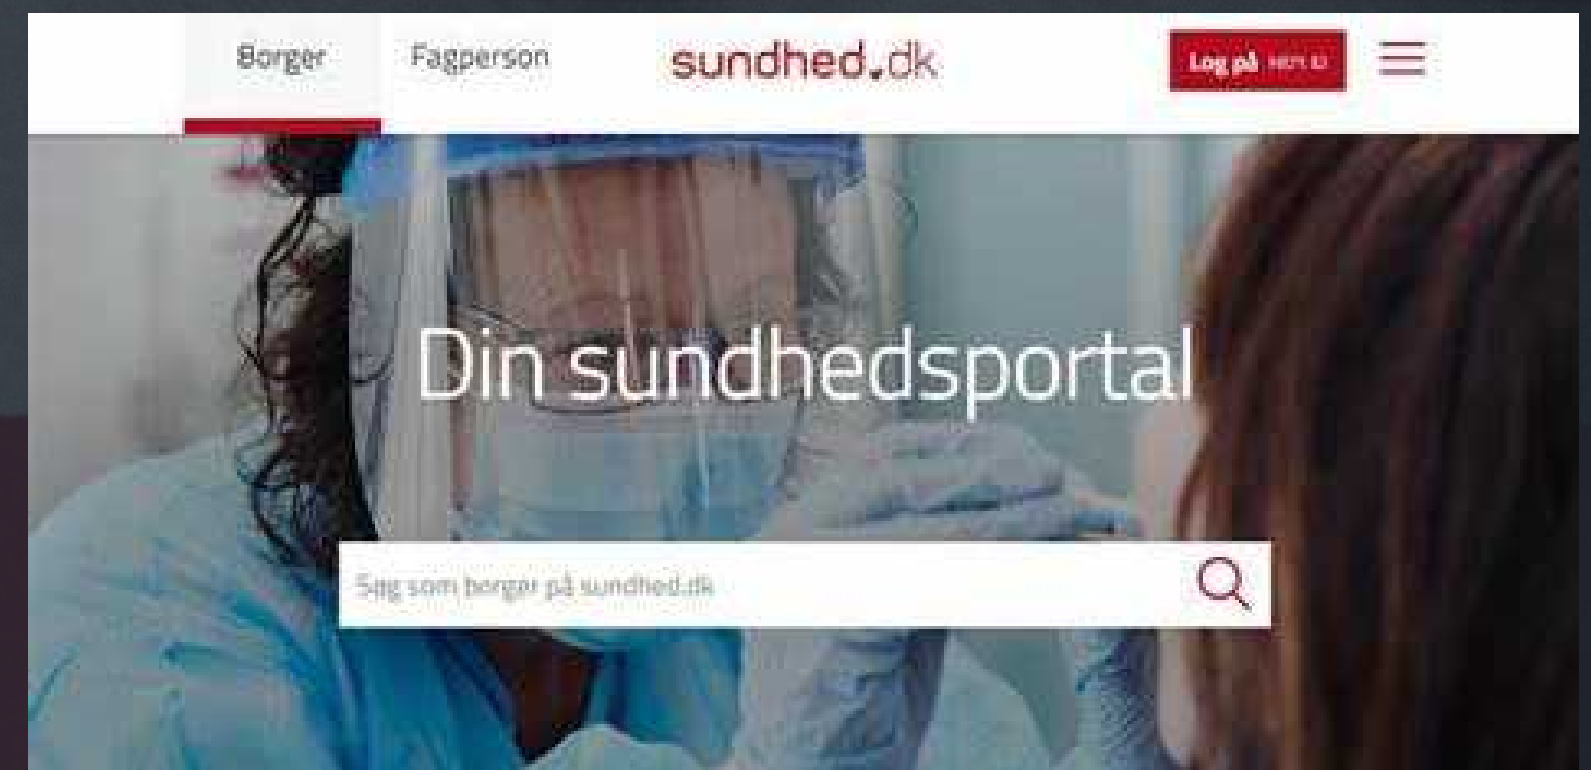 Borger
Fagperson
sundhed.dk
Log på
Din sundhedsportal
Søg som borger på sundhed.dk